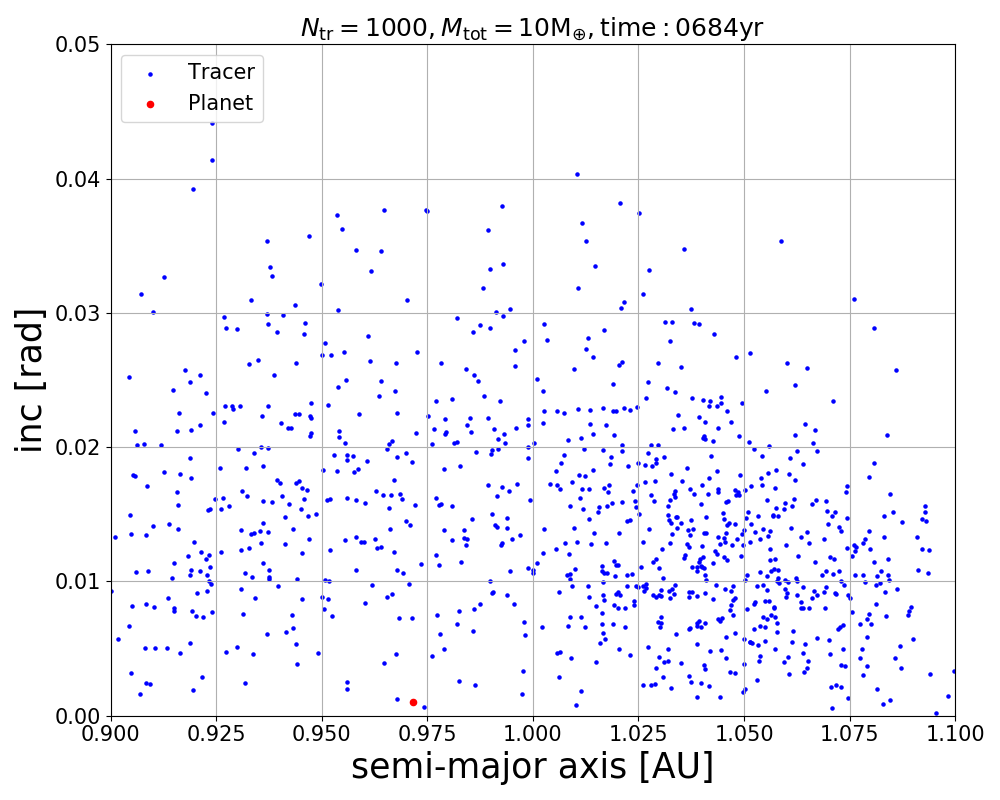 N_tr = 1000, M_tot = 10M_⊕, time : 0684yr
Tracer
Planet
0.05
0.04
0.03
0.02
0.01
0.00
inc [rad]
0.900 0.925 0.950 0.975 1.000 1.025 1.050 1.075 1.100
semi-major axis [AU]